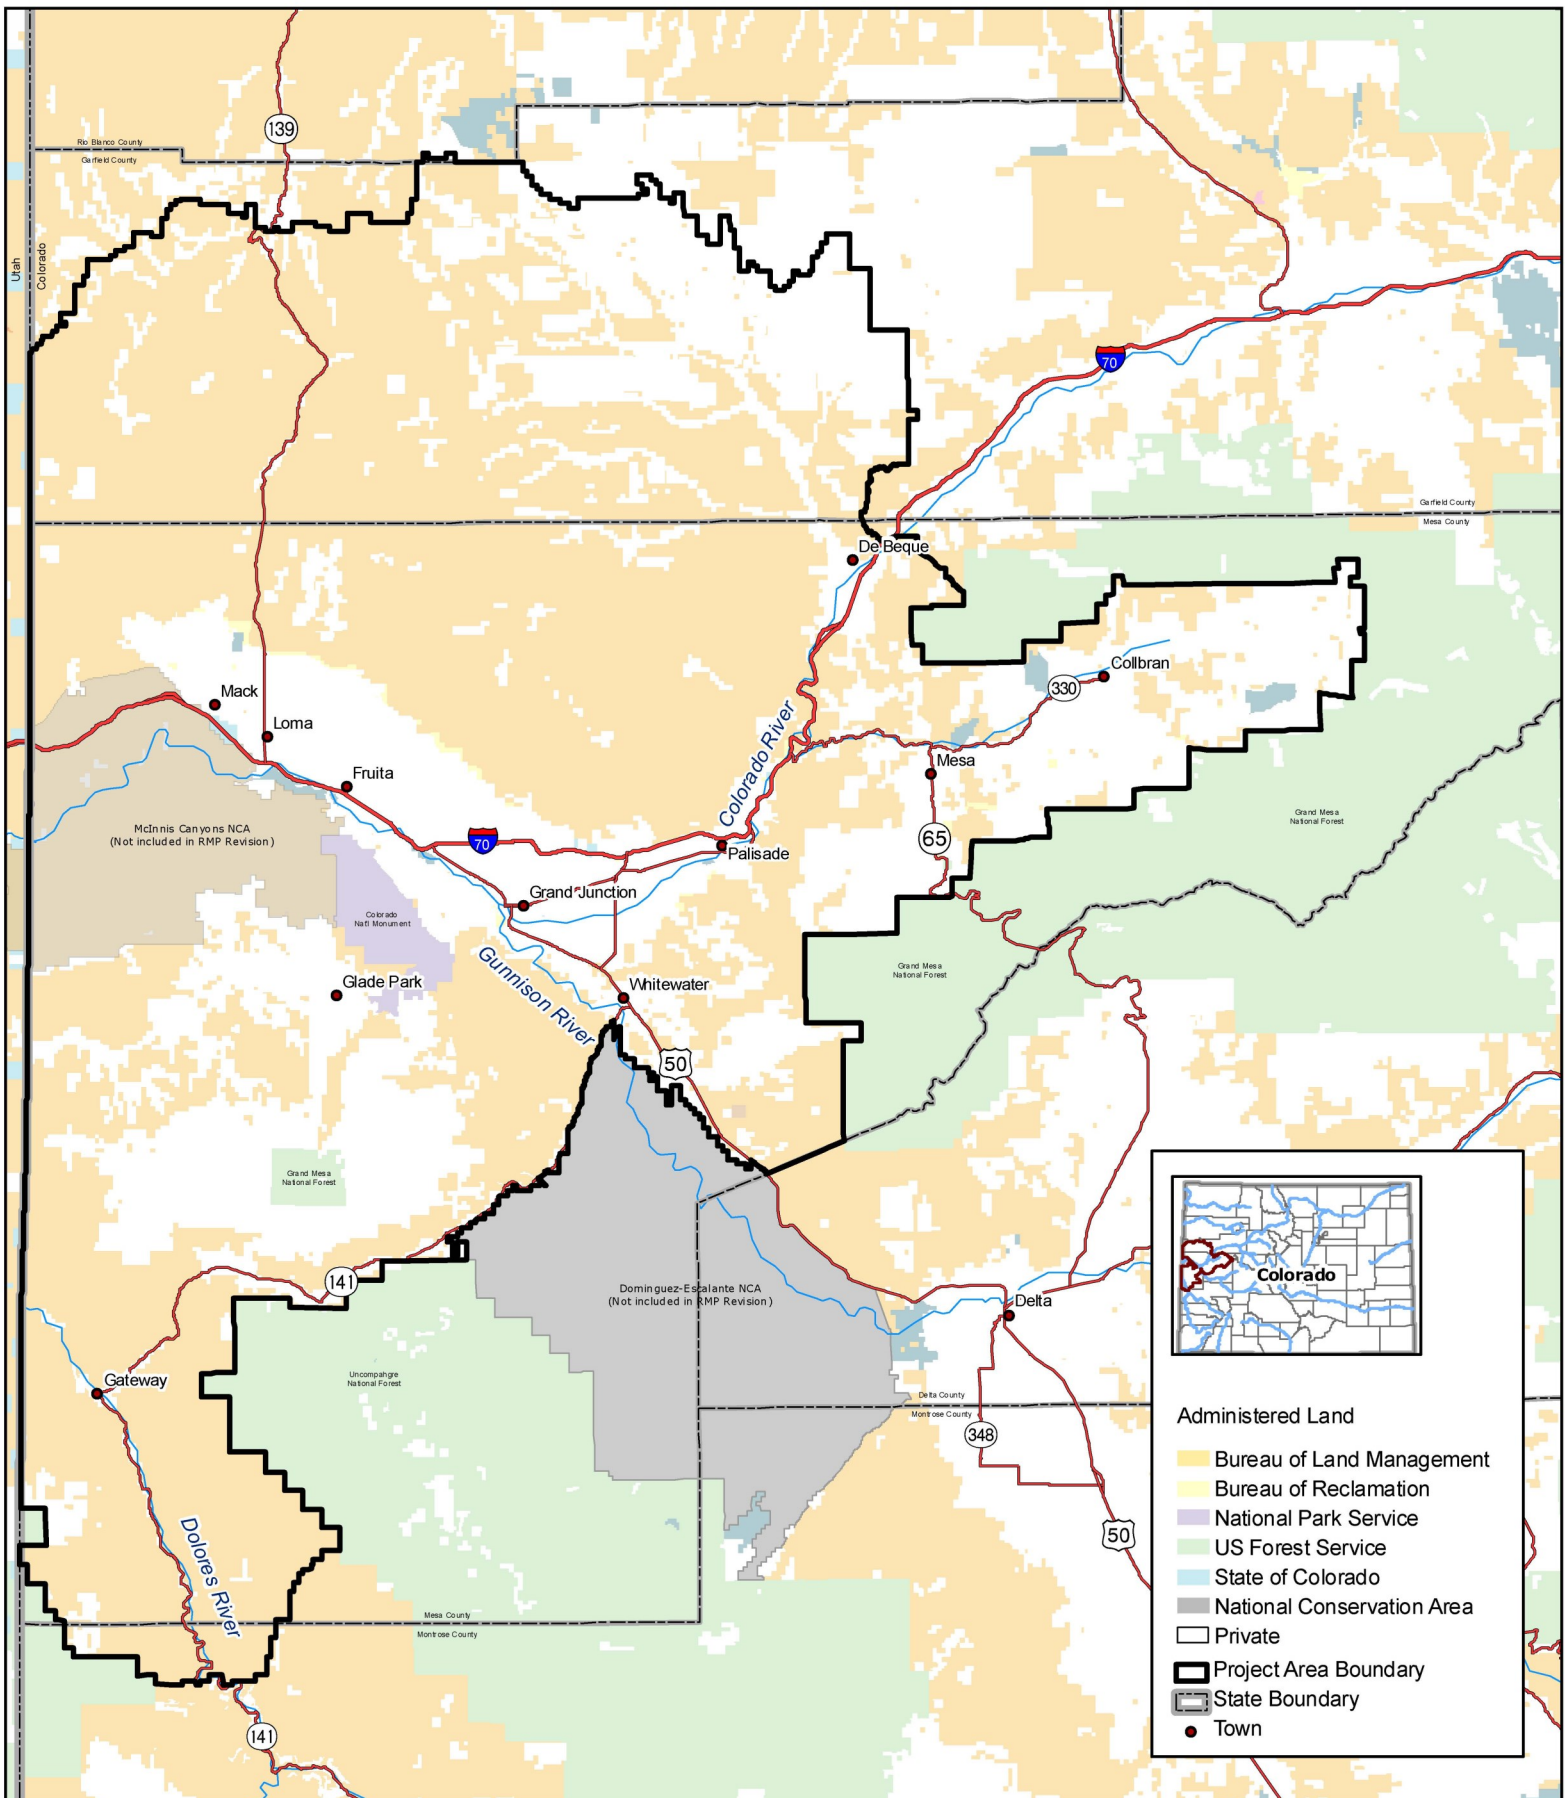 139
Rio Blanco County
Garfield County
Utah
Colorado
70
Garfield County
Mesa County
De Beque
Collbran
330
Mack
Loma
Colorado River
Mesa
Fruita
Grand Mesa
National Forest
McInnis Canyons NCA
(Not included in RMP Revision)
70
65
Palisade
Grand Junction
Colorado
Natl Monument
Grand Mesa
National Forest
Gunnison River
Glade Park
Whitewater
50
Grand Mesa
National Forest
141
Dominguez-Escalante NCA
(Not included in RMP Revision)
Delta
Colorado
Gateway
Uncompahgre
National Forest
Delta County
Montrose County
348
50
Dolores River
Mesa County
Montrose County
141
Administered Land
Bureau of Land Management
Bureau of Reclamation
National Park Service
US Forest Service
State of Colorado
National Conservation Area
Private
Project Area Boundary
State Boundary
Town